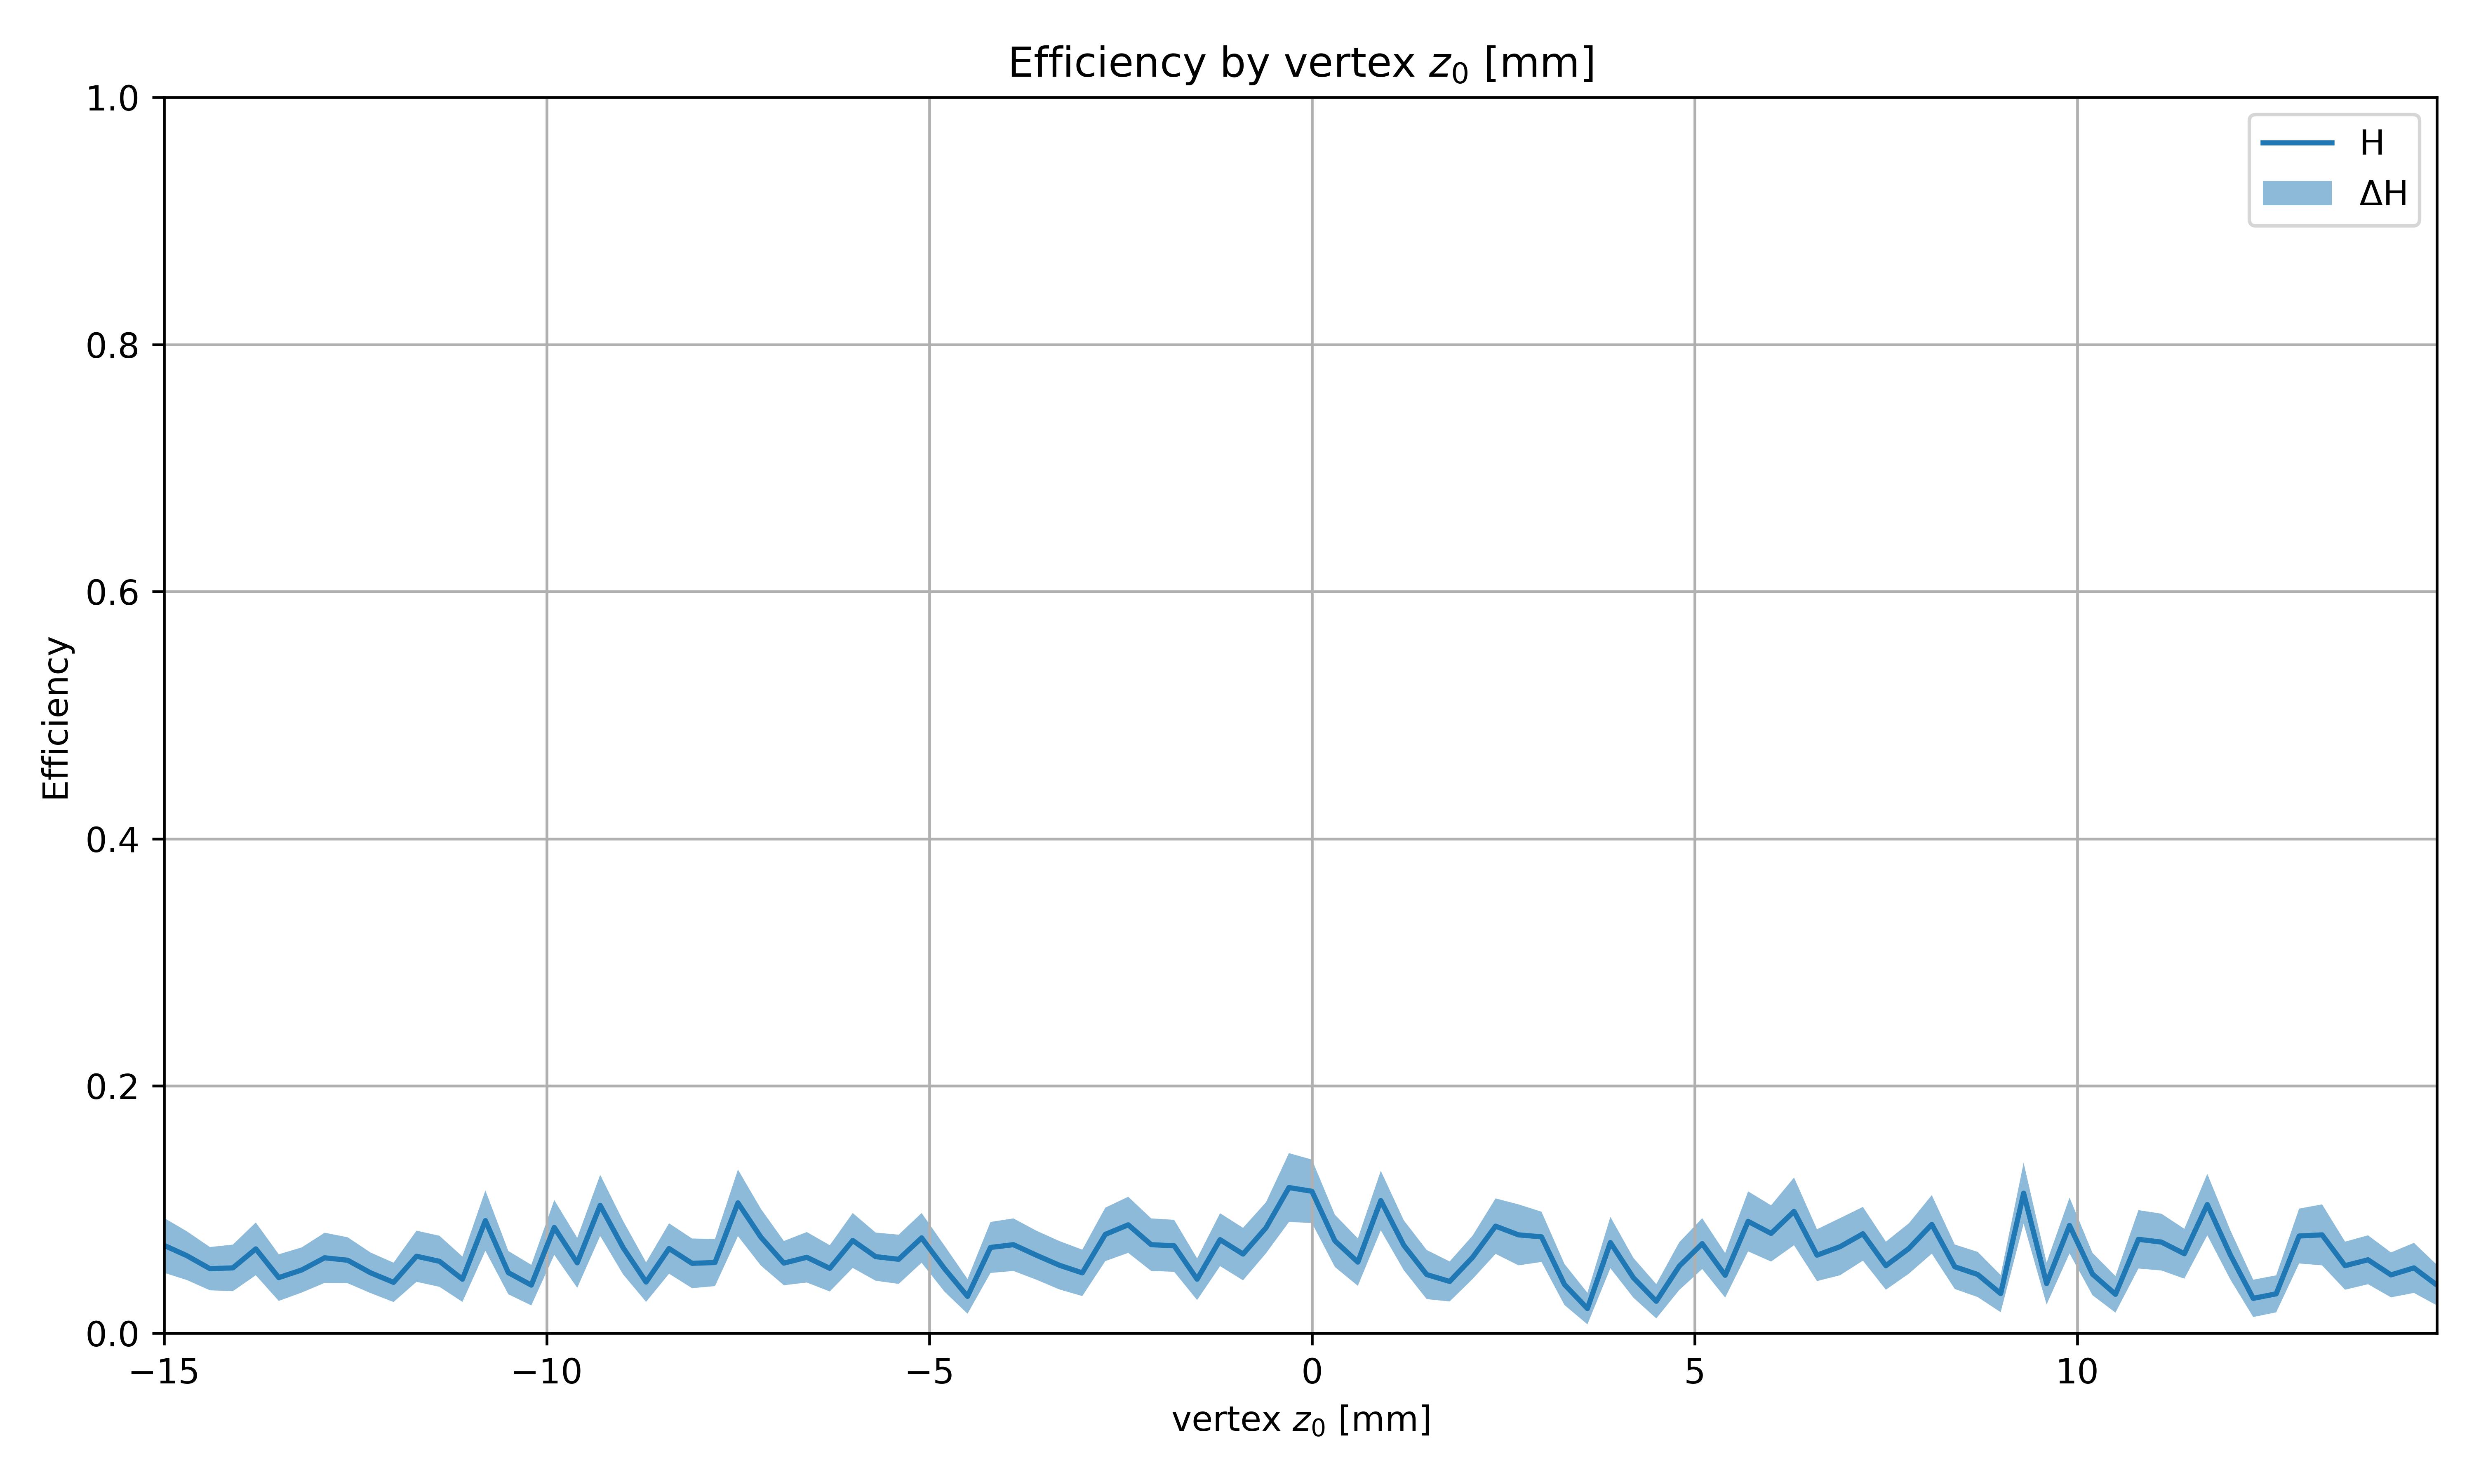 Efficiency by vertex z₀ [mm]
H
ΔH
1.0
0.8
0.6
0.4
0.2
0.0
Efficiency
−15 −10 −5 0 5 10
vertex z₀ [mm]